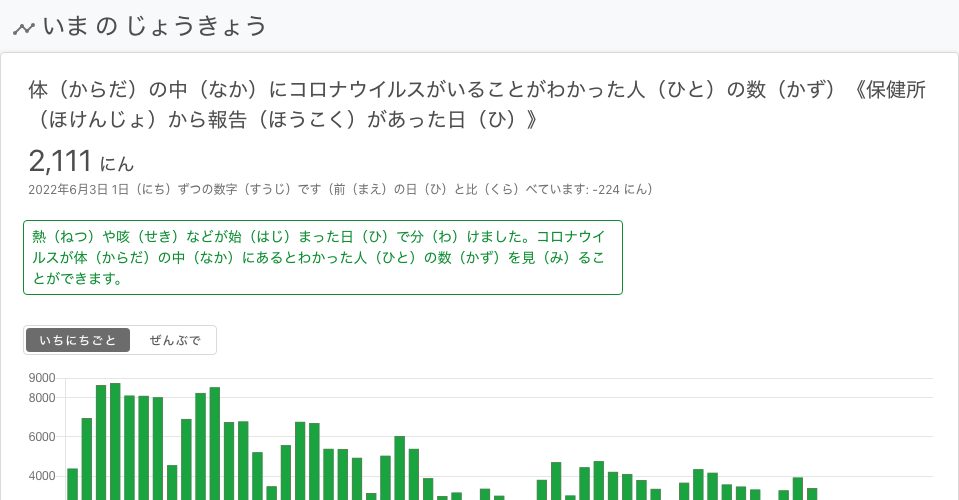 いま の じょうきょう
体（からだ）の中（なか）にコロナウイルスがいることがわかった人（ひと）の数（かず）《保健所
（ほけんじょ）から報告（ほうこく）があった日（ひ）》
2,111 にん
2022年6月3日 1日（にち）ずつの数字（すうじ）です（前（まえ）の日（ひ）と比（くら）べています: -224 にん）
熱（ねつ）や咳（せき）などが始（はじ）まった日（ひ）で分（わ）けました。コロナウイ
ルスが体（からだ）の中（なか）にあるとわかった人（ひと）の数（かず）を見（み）るこ
とができます。
いちにちごと ぜんぶで
9000
8000
6000
4000